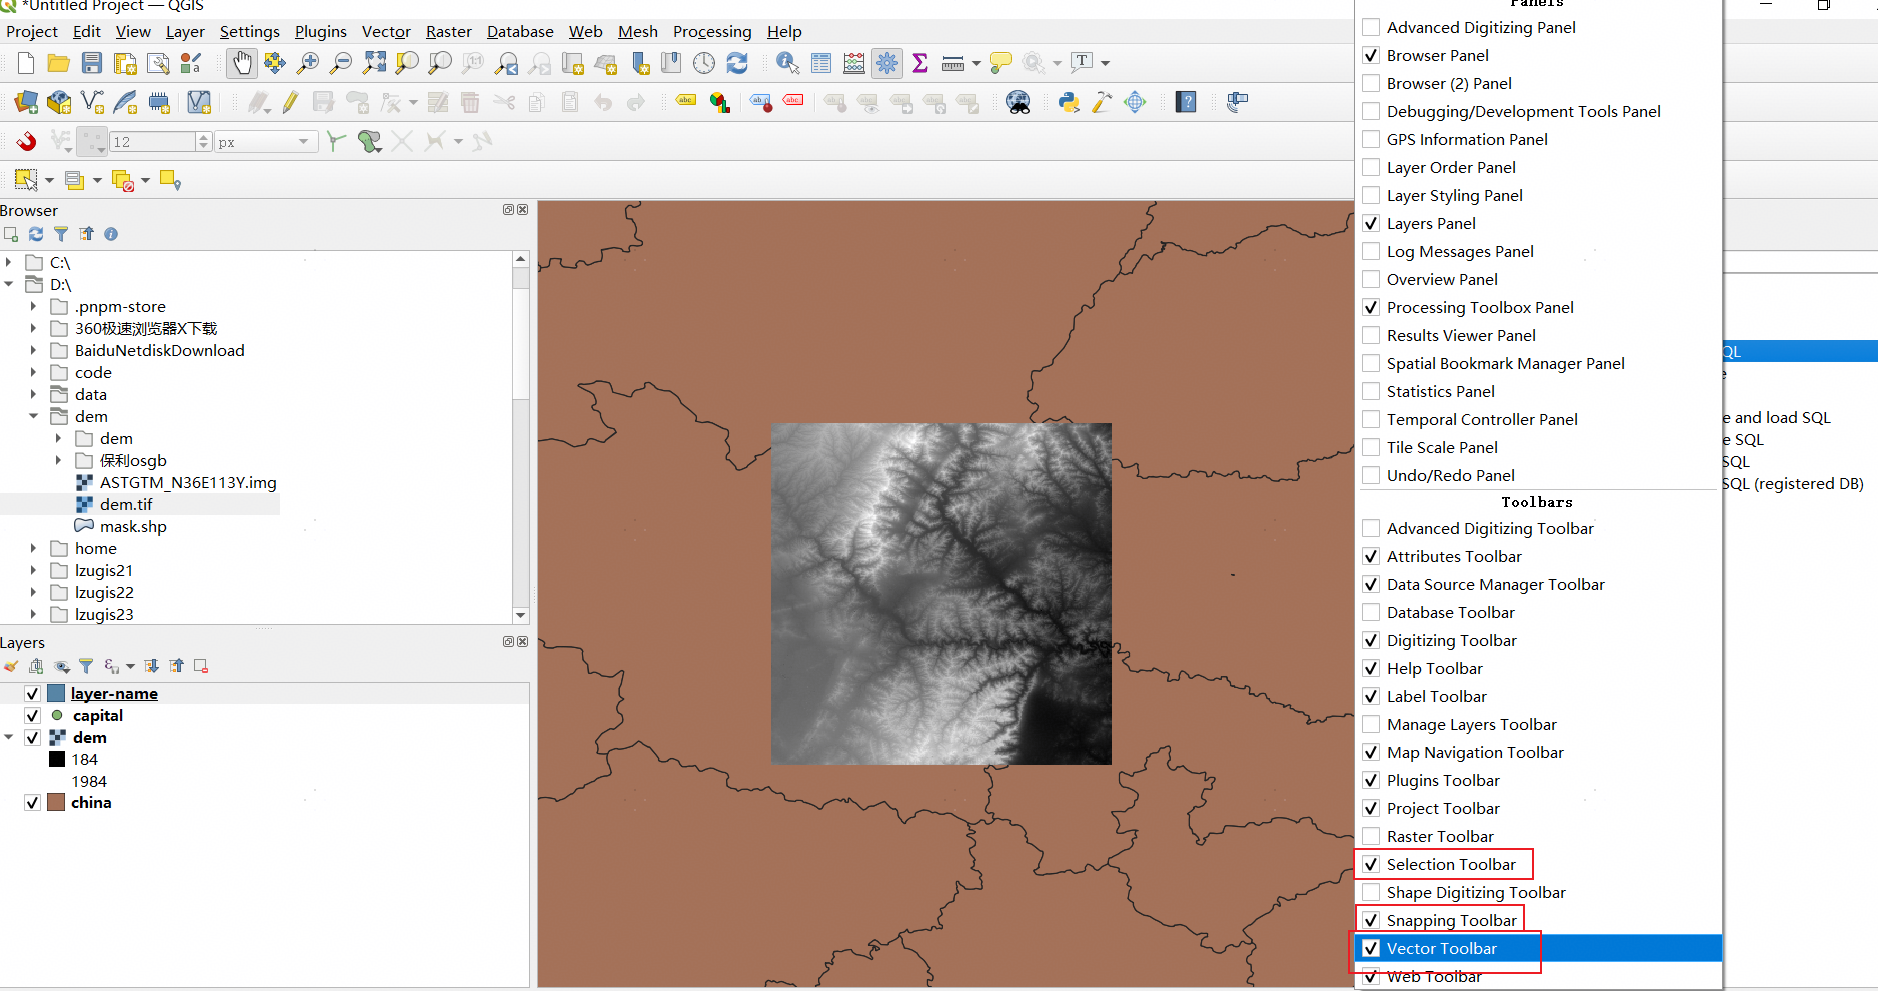 *Untitled Project — QGIS
Project Edit View Layer Settings Plugins Vector Raster Database Web Mesh Processing Help
12 px
Browser
C:\
D:\
.pnpm-store
360极速浏览器X下载
BaiduNetdiskDownload
code
data
dem
dem
保利osgb
ASTGTM_N36E113Y.img
dem.tif
mask.shp
home
lzugis21
lzugis22
lzugis23
Layers
layer-name
capital
dem
184
1984
china
Panels
Advanced Digitizing Panel
Browser Panel
Browser (2) Panel
Debugging/Development Tools Panel
GPS Information Panel
Layer Order Panel
Layer Styling Panel
Layers Panel
Log Messages Panel
Overview Panel
Processing Toolbox Panel
Results Viewer Panel
Spatial Bookmark Manager Panel
Statistics Panel
Temporal Controller Panel
Tile Scale Panel
Undo/Redo Panel
Toolbars
Advanced Digitizing Toolbar
Attributes Toolbar
Data Source Manager Toolbar
Database Toolbar
Digitizing Toolbar
Help Toolbar
Label Toolbar
Manage Layers Toolbar
Map Navigation Toolbar
Plugins Toolbar
Project Toolbar
Raster Toolbar
Selection Toolbar
Shape Digitizing Toolbar
Snapping Toolbar
Vector Toolbar
Web Toolbar
QL
e
e and load SQL
e SQL
SQL
SQL (registered DB)